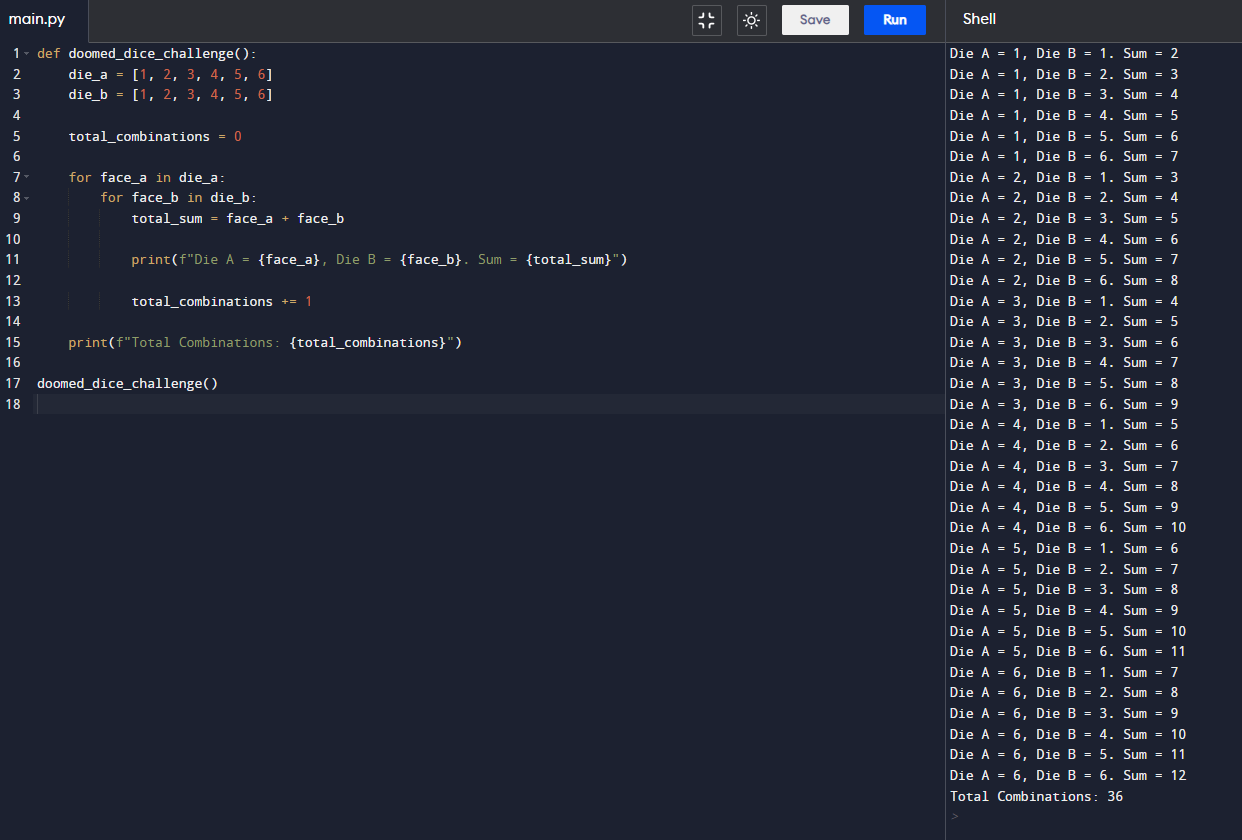 main.py
Save
Run
Shell
1 def doomed_dice_challenge():
2     die_a = [1, 2, 3, 4, 5, 6]
3     die_b = [1, 2, 3, 4, 5, 6]
4
5     total_combinations = 0
6
7     for face_a in die_a:
8         for face_b in die_b:
9             total_sum = face_a + face_b
10
11             print(f"Die A = {face_a}, Die B = {face_b}. Sum = {total_sum}")
12
13             total_combinations += 1
14
15     print(f"Total Combinations: {total_combinations}")
16
17 doomed_dice_challenge()
18
Die A = 1, Die B = 1. Sum = 2
Die A = 1, Die B = 2. Sum = 3
Die A = 1, Die B = 3. Sum = 4
Die A = 1, Die B = 4. Sum = 5
Die A = 1, Die B = 5. Sum = 6
Die A = 1, Die B = 6. Sum = 7
Die A = 2, Die B = 1. Sum = 3
Die A = 2, Die B = 2. Sum = 4
Die A = 2, Die B = 3. Sum = 5
Die A = 2, Die B = 4. Sum = 6
Die A = 2, Die B = 5. Sum = 7
Die A = 2, Die B = 6. Sum = 8
Die A = 3, Die B = 1. Sum = 4
Die A = 3, Die B = 2. Sum = 5
Die A = 3, Die B = 3. Sum = 6
Die A = 3, Die B = 4. Sum = 7
Die A = 3, Die B = 5. Sum = 8
Die A = 3, Die B = 6. Sum = 9
Die A = 4, Die B = 1. Sum = 5
Die A = 4, Die B = 2. Sum = 6
Die A = 4, Die B = 3. Sum = 7
Die A = 4, Die B = 4. Sum = 8
Die A = 4, Die B = 5. Sum = 9
Die A = 4, Die B = 6. Sum = 10
Die A = 5, Die B = 1. Sum = 6
Die A = 5, Die B = 2. Sum = 7
Die A = 5, Die B = 3. Sum = 8
Die A = 5, Die B = 4. Sum = 9
Die A = 5, Die B = 5. Sum = 10
Die A = 5, Die B = 6. Sum = 11
Die A = 6, Die B = 1. Sum = 7
Die A = 6, Die B = 2. Sum = 8
Die A = 6, Die B = 3. Sum = 9
Die A = 6, Die B = 4. Sum = 10
Die A = 6, Die B = 5. Sum = 11
Die A = 6, Die B = 6. Sum = 12
Total Combinations: 36
>